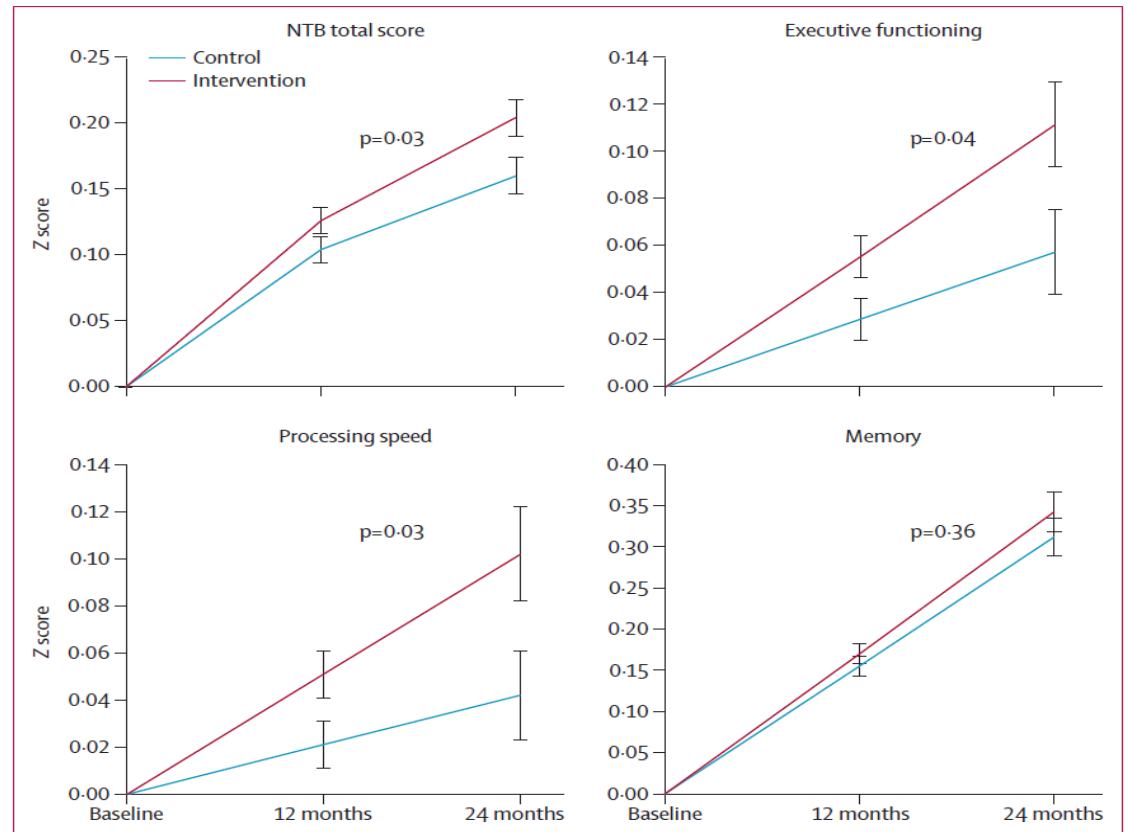 NTB total score
0·25
0·20
0·15
0·10
0·05
0·00
Z score
Control
Intervention
p=0·03
Executive functioning
0·14
0·12
0·10
0·08
0·06
0·04
0·02
0·00
p=0·04
Processing speed
0·14
0·12
0·10
0·08
0·06
0·04
0·02
0·00
Z score
p=0·03
Baseline
12 months
24 months
Memory
0·40
0·35
0·30
0·25
0·20
0·15
0·10
0·05
0·00
p=0·36
Baseline
12 months
24 months